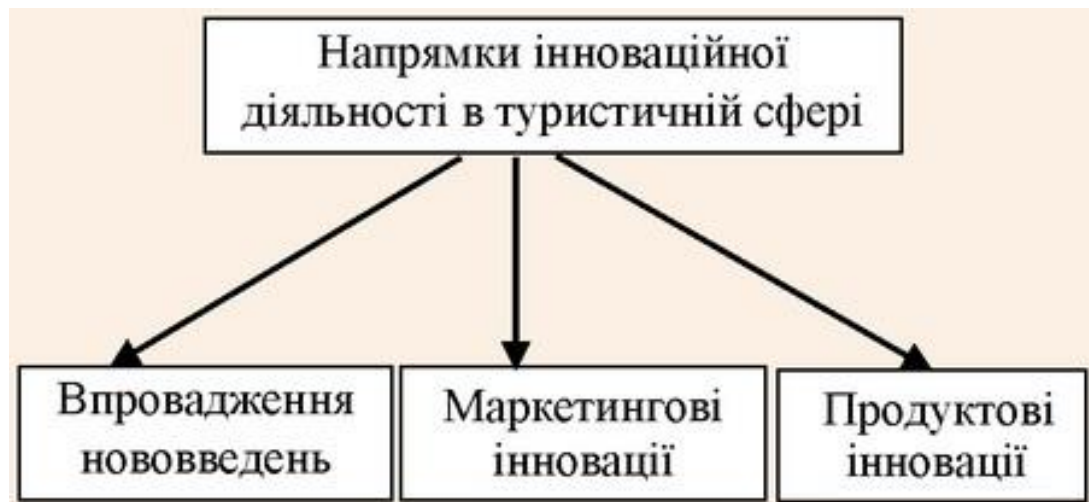 Напрямки інноваційної
діяльності в туристичній сфері
Впровадження
нововведень
Маркетингові
інновації
Продуктові
інновації